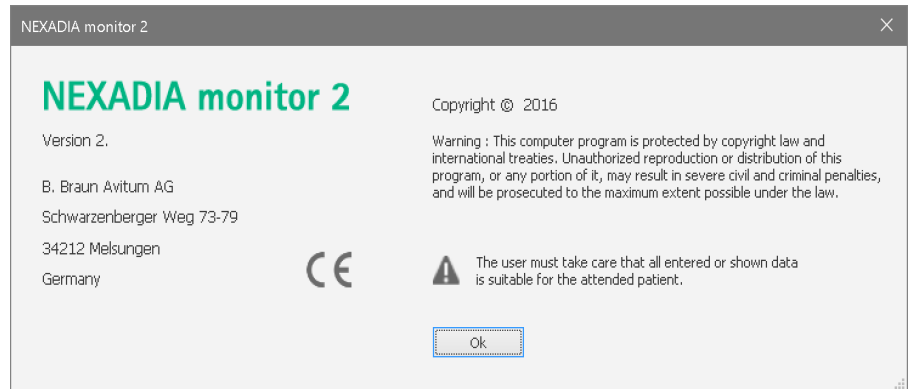 NEXADIA monitor 2
NEXADIA monitor 2
Version 2.
B. Braun Avitum AG
Schwarzenberger Weg 73-79
34212 Melsungen
Germany
CE
Copyright © 2016
Warning : This computer program is protected by copyright law and
international treaties. Unauthorized reproduction or distribution of this
program, or any portion of it, may result in severe civil and criminal penalties,
and will be prosecuted to the maximum extent possible under the law.
The user must take care that all entered or shown data
is suitable for the attended patient.
Ok